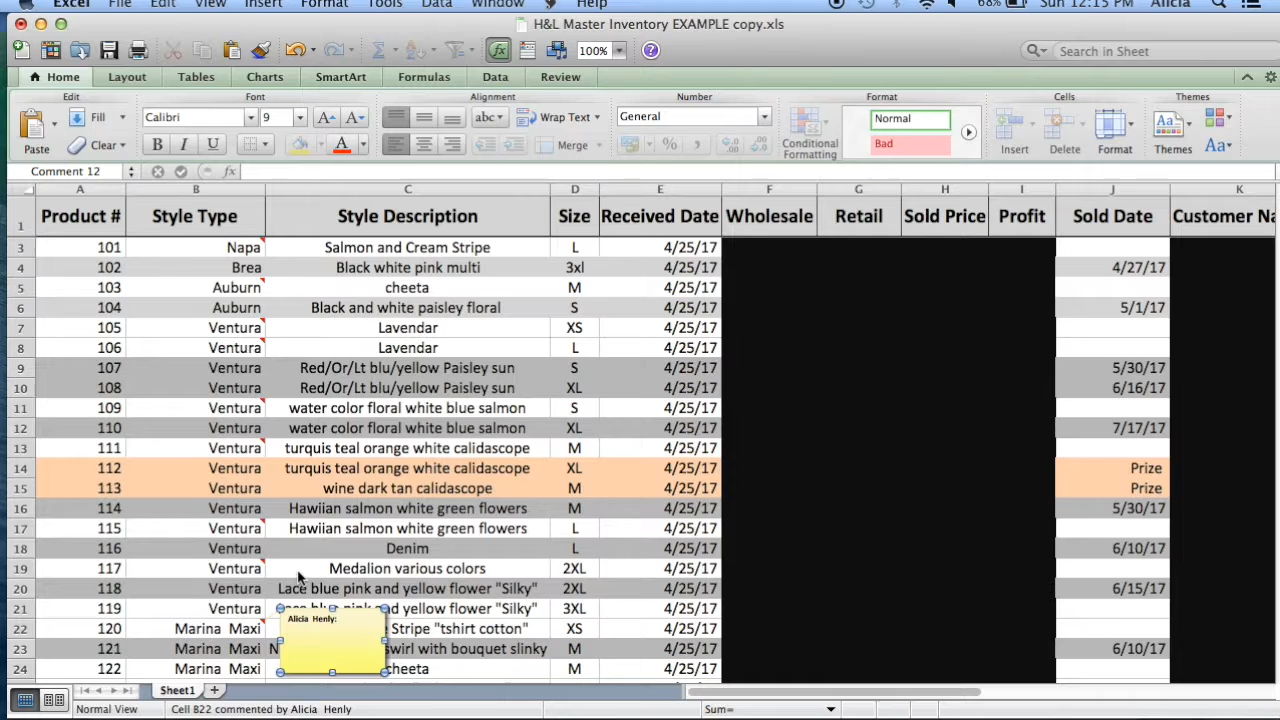 Excel File Edit View Insert Format Tools Data Window Help 68% Sun 12:15 PM Alicia
H&L Master Inventory EXAMPLE copy.xls
100% Search in Sheet
Home Layout Tables Charts SmartArt Formulas Data Review
Edit Font Alignment Number Format Cells Themes
Fill Calibri 9 abc Wrap Text General Normal
Paste Clear B I U Merge Conditional Formatting Bad Insert Delete Format Themes Aa
Comment 12 fx
A B C D E F G H I J K
1 Product # Style Type Style Description Size Received Date Wholesale Retail Sold Price Profit Sold Date Customer Na
3 101 Napa Salmon and Cream Stripe L 4/25/17
4 102 Brea Black white pink multi 3xl 4/25/17 4/27/17
5 103 Auburn cheeta M 4/25/17
6 104 Auburn Black and white paisley floral S 4/25/17 5/1/17
7 105 Ventura Lavendar XS 4/25/17
8 106 Ventura Lavendar L 4/25/17
9 107 Ventura Red/Or/Lt blu/yellow Paisley sun S 4/25/17 5/30/17
10 108 Ventura Red/Or/Lt blu/yellow Paisley sun XL 4/25/17 6/16/17
11 109 Ventura water color floral white blue salmon S 4/25/17
12 110 Ventura water color floral white blue salmon M 4/25/17 7/17/17
13 111 Ventura turquis teal orange white calidascope M 4/25/17
14 112 Ventura turquis teal orange white calidascope XL 4/25/17 Prize
15 113 Ventura wine dark tan calidascope M 4/25/17 Prize
16 114 Ventura Hawiian salmon white green flowers M 4/25/17 5/30/17
17 115 Ventura Hawiian salmon white green flowers L 4/25/17
18 116 Ventura Denim L 4/25/17 6/10/17
19 117 Ventura Medalion various colors 2XL 4/25/17
20 118 Ventura Lace blue pink and yellow flower "Silky" 2XL 4/25/17 6/15/17
21 119 Ventura blue pink and yellow flower "Silky" 3XL 4/25/17
Alicia Henly:
22 120 Marina Maxi Stripe "tshirt cotton" XS 4/25/17
23 121 Marina Maxi N swirl with bouquet slinky M 4/25/17 6/10/17
24 122 Marina Maxi cheeta M 4/25/17
Sheet1
Normal View Cell B22 commented by Alicia Henly Sum=